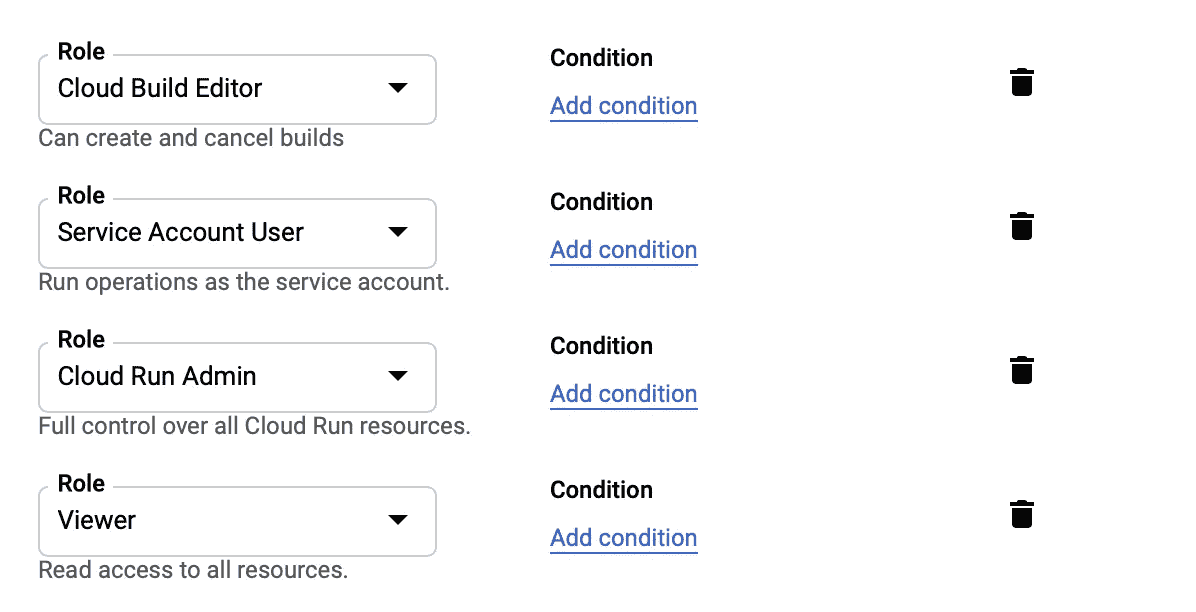 Role
Condition
Cloud Build Editor
Add condition
Can create and cancel builds
Role
Condition
Service Account User
Add condition
Run operations as the service account.
Role
Condition
Cloud Run Admin
Add condition
Full control over all Cloud Run resources.
Role
Condition
Viewer
Add condition
Read access to all resources.